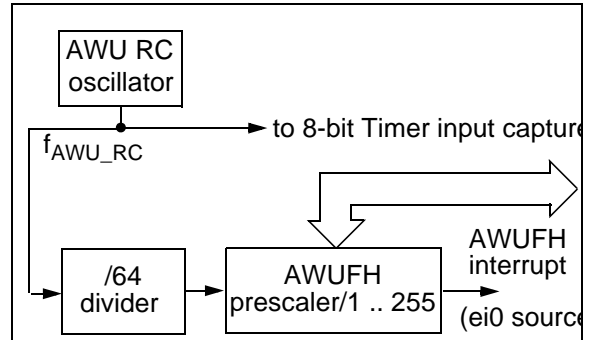 AWU RC
oscillator
to 8-bit Timer input capture
fAWU_RC
AWUFH
interrupt
/64
divider
AWUFH
prescaler/1 .. 255
(ei0 source